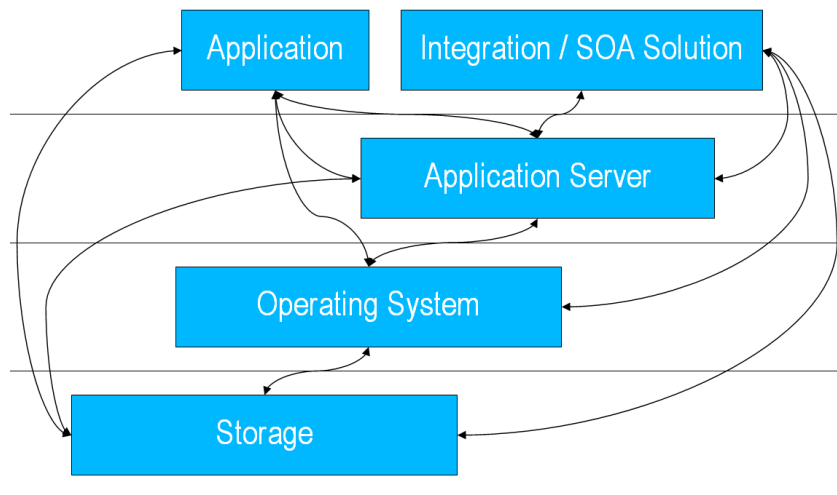 Application
Integration / SOA Solution
Application Server
Operating System
Storage